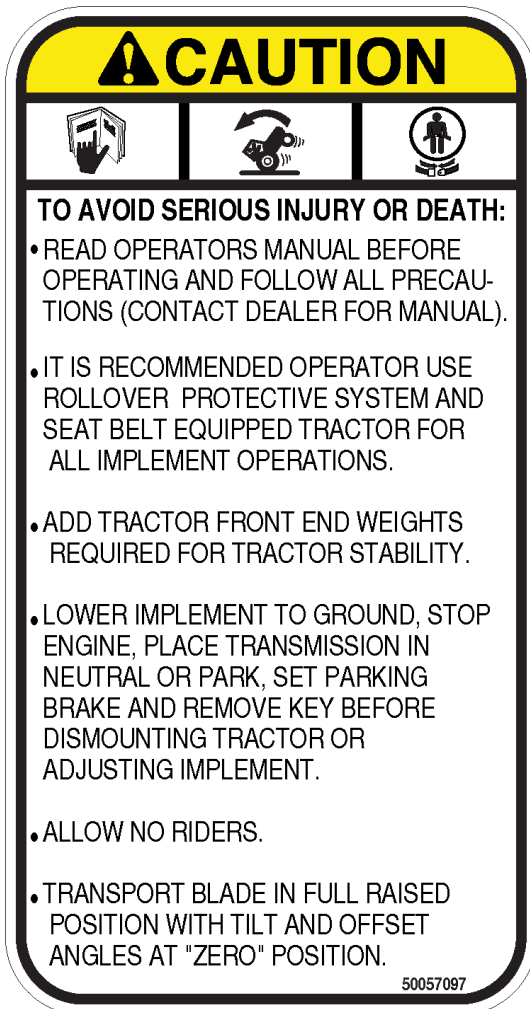 CAUTION
TO AVOID SERIOUS INJURY OR DEATH:
• READ OPERATORS MANUAL BEFORE
OPERATING AND FOLLOW ALL PRECAU-
TIONS (CONTACT DEALER FOR MANUAL).
• IT IS RECOMMENDED OPERATOR USE
ROLLOVER PROTECTIVE SYSTEM AND
SEAT BELT EQUIPPED TRACTOR FOR
ALL IMPLEMENT OPERATIONS.
• ADD TRACTOR FRONT END WEIGHTS
REQUIRED FOR TRACTOR STABILITY.
• LOWER IMPLEMENT TO GROUND, STOP
ENGINE, PLACE TRANSMISSION IN
NEUTRAL OR PARK, SET PARKING
BRAKE AND REMOVE KEY BEFORE
DISMOUNTING TRACTOR OR
ADJUSTING IMPLEMENT.
• ALLOW NO RIDERS.
• TRANSPORT BLADE IN FULL RAISED
POSITION WITH TILT AND OFFSET
ANGLES AT "ZERO" POSITION.
50057097